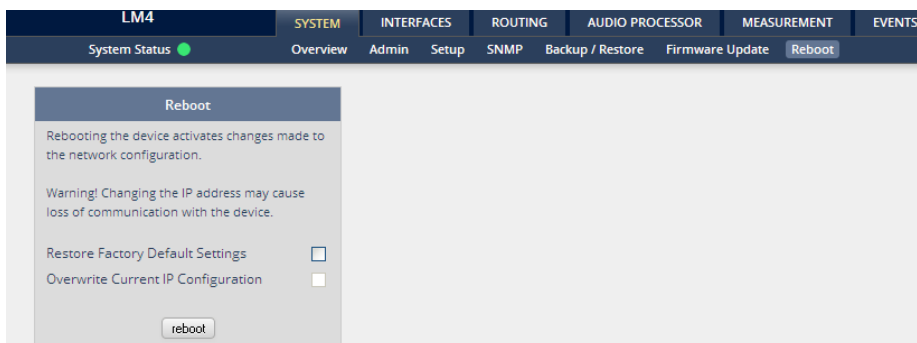 LM4
SYSTEM INTERFACES ROUTING AUDIO PROCESSOR MEASUREMENT EVENTS
System Status Overview Admin Setup SNMP Backup / Restore Firmware Update Reboot
Reboot
Rebooting the device activates changes made to
the network configuration.
Warning! Changing the IP address may cause
loss of communication with the device.
Restore Factory Default Settings
Overwrite Current IP Configuration
reboot